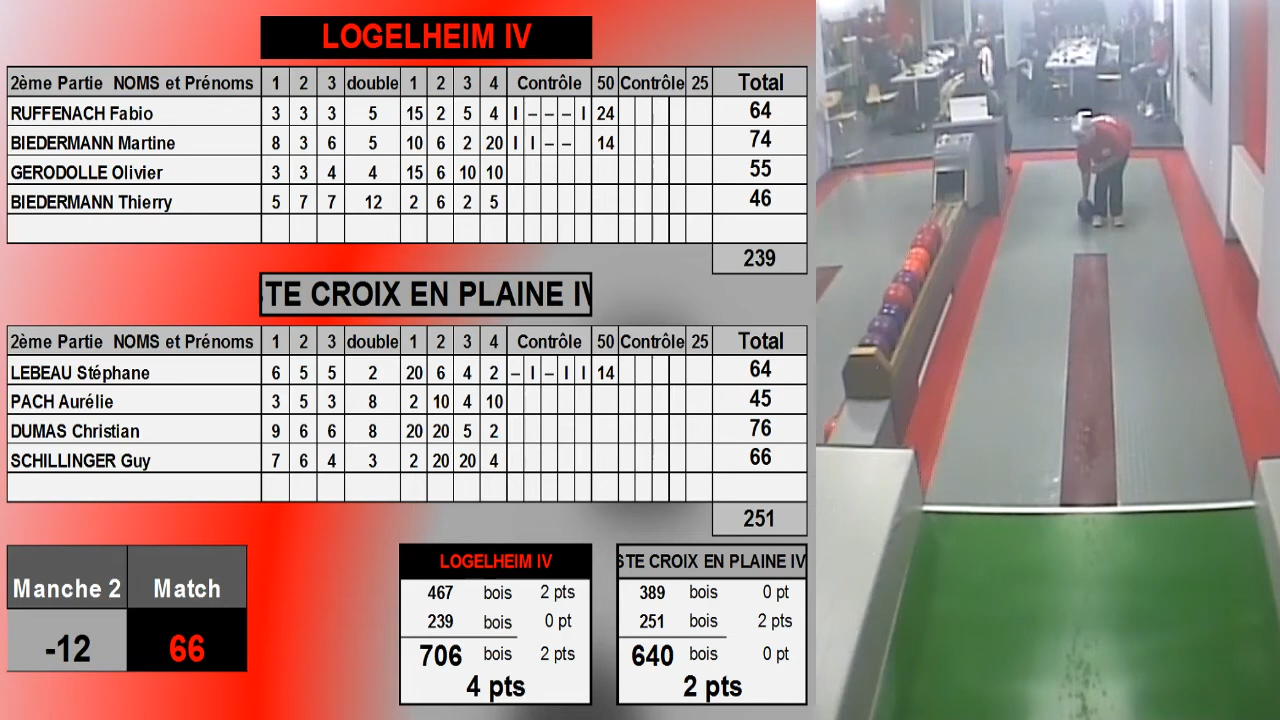 LOGELHEIM IV
2ème Partie NOMS et Prénoms 1 2 3 double 1 2 3 4 Contrôle 50 Contrôle 25 Total
RUFFENACH Fabio 3 3 3 5 15 2 5 4 I – – – I 24 64
BIEDERMANN Martine 8 3 6 5 10 6 2 20 I I – – 14 74
GERODOLLE Olivier 3 3 4 4 15 6 10 10 55
BIEDERMANN Thierry 5 7 7 12 2 6 2 5 46
239
STE CROIX EN PLAINE IV
2ème Partie NOMS et Prénoms 1 2 3 double 1 2 3 4 Contrôle 50 Contrôle 25 Total
LEBEAU Stéphane 6 5 5 2 20 6 4 2 – I – I I 14 64
PACH Aurélie 3 5 3 8 2 10 4 10 45
DUMAS Christian 9 6 6 8 20 20 5 2 76
SCHILLINGER Guy 7 6 4 3 2 20 20 4 66
251
Manche 2 Match
-12 66
LOGELHEIM IV
467 bois 2 pts
239 bois 0 pt
706 bois 2 pts
4 pts
STE CROIX EN PLAINE IV
389 bois 0 pt
251 bois 2 pts
640 bois 0 pt
2 pts